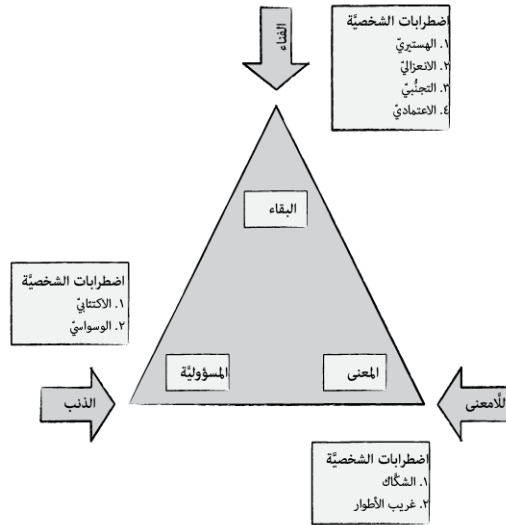 الفناء
اضطرابات الشخصيَّة
١. الهستيريّ
٢. الانعزاليّ
٣. التجنُّبيّ
٤. الاعتماديّ
البقاء
اضطرابات الشخصيَّة
١. الاكتئابيّ
٢. الوسواسيّ
المعنى
المسؤوليَّة
اللَّامعنى
الذنب
اضطرابات الشخصيَّة
١. الشكَّاك
٢. غريب الأطوار